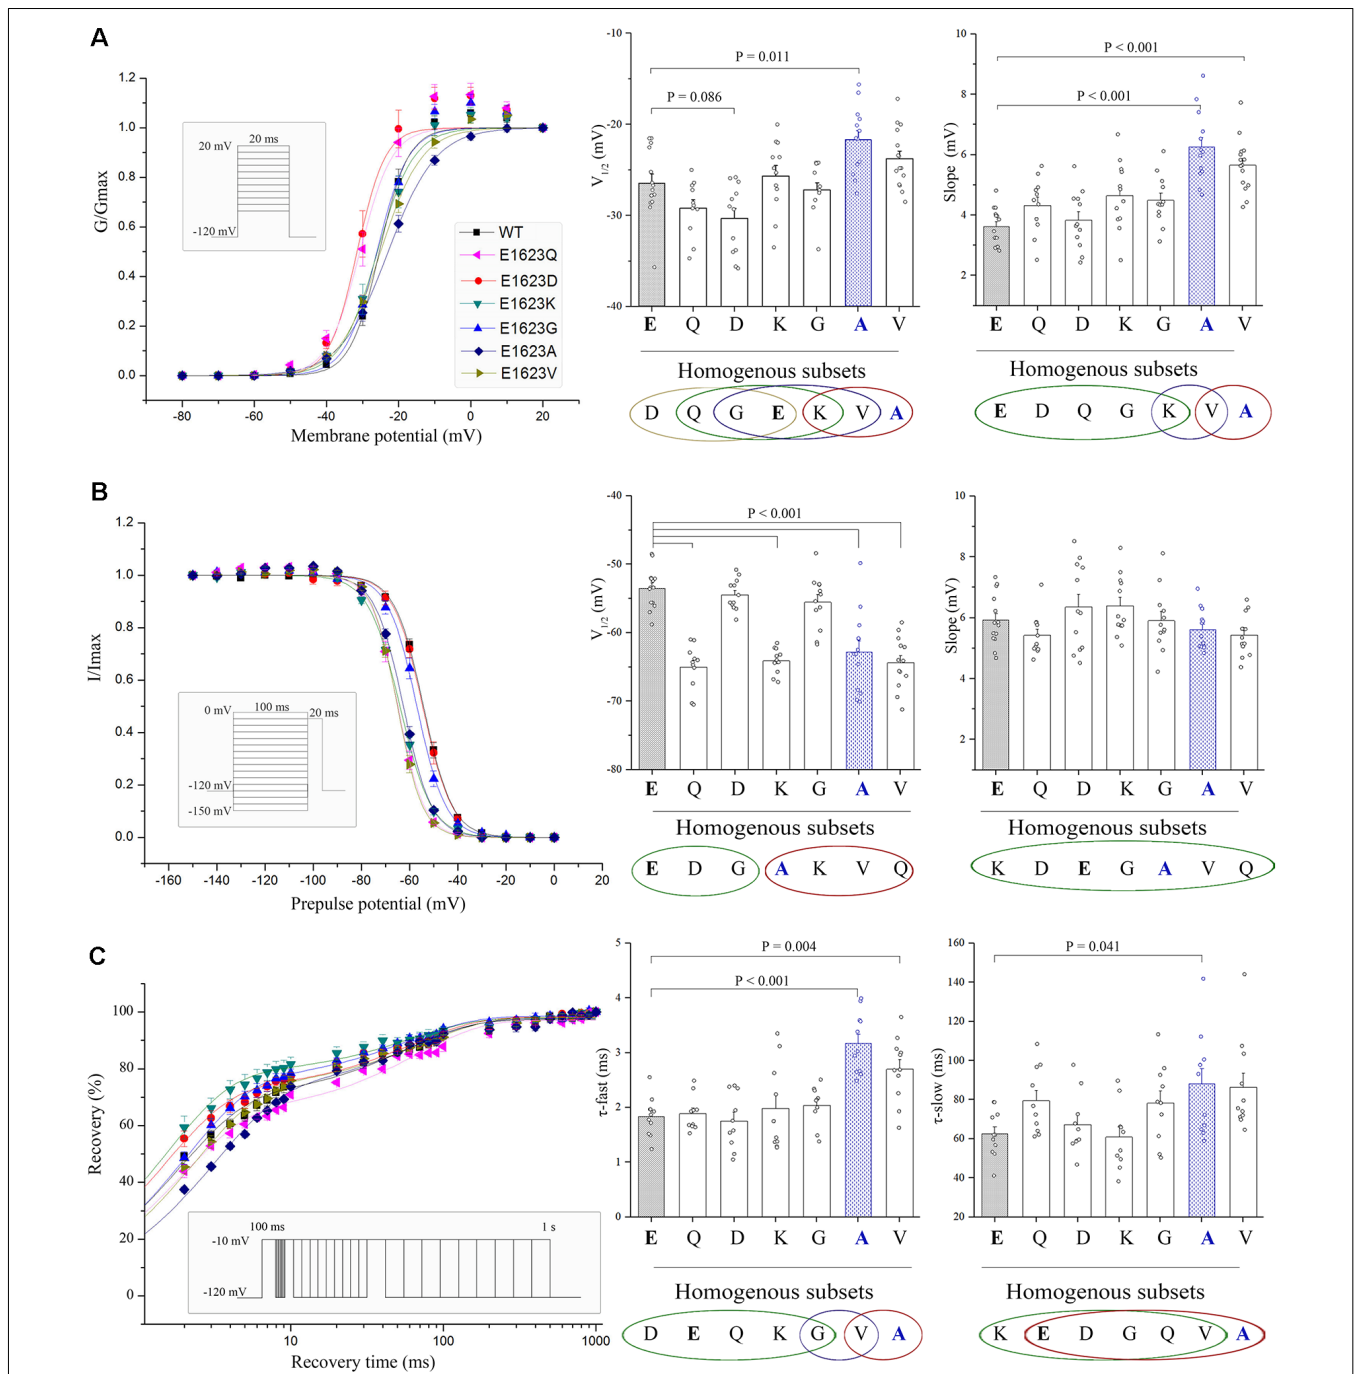 A
G/Gmax
1.2
1.0
0.8
0.6
0.4
0.2
0.0
-80 -60 -40 -20 0 20
Membrane potential (mV)
20 ms
20 mV
-120 mV
WT
E1623Q
E1623D
E1623K
E1623G
E1623A
E1623V
V1/2 (mV)
-10
-20
-30
-40
P = 0.011
P = 0.086
E Q D K G A V
Homogenous subsets
D Q G E K V A
Slope (mV)
10
8
6
4
2
P < 0.001
P < 0.001
E Q D K G A V
Homogenous subsets
E D Q G K V A
B
I/Imax
1.2
1.0
0.8
0.6
0.4
0.2
0.0
-160 -140 -120 -100 -80 -60 -40 -20 0 20
Prepulse potential (mV)
0 mV 100 ms 20 ms
-120 mV
-150 mV
V1/2 (mV)
-40
-50
-60
-70
-80
P < 0.001
E Q D K G A V
Homogenous subsets
E D G A K V Q
Slope (mV)
10
8
6
4
2
E Q D K G A V
Homogenous subsets
K D E G A V Q
C
Recovery (%)
100
80
60
40
20
0
10 100 1000
Recovery time (ms)
100 ms 1 s
-10 mV
-120 mV
τ-fast (ms)
5
4
3
2
1
0
P = 0.004
P < 0.001
E Q D K G A V
Homogenous subsets
D E Q K G V A
τ-slow (ms)
160
140
120
100
80
60
40
20
P = 0.041
E Q D K G A V
Homogenous subsets
K E D G Q V A